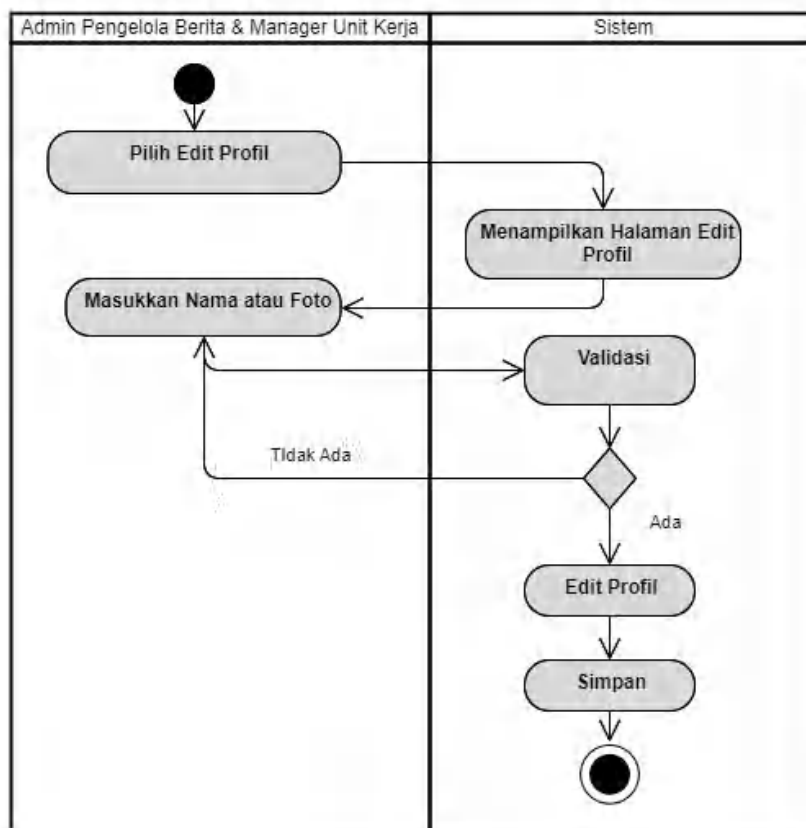 Admin Pengelola Berita & Manager Unit Kerja
Sistem
Pilih Edit Profil
Menampilkan Halaman Edit
Profil
Masukkan Nama atau Foto
Validasi
TIdak Ada
Ada
Edit Profil
Simpan